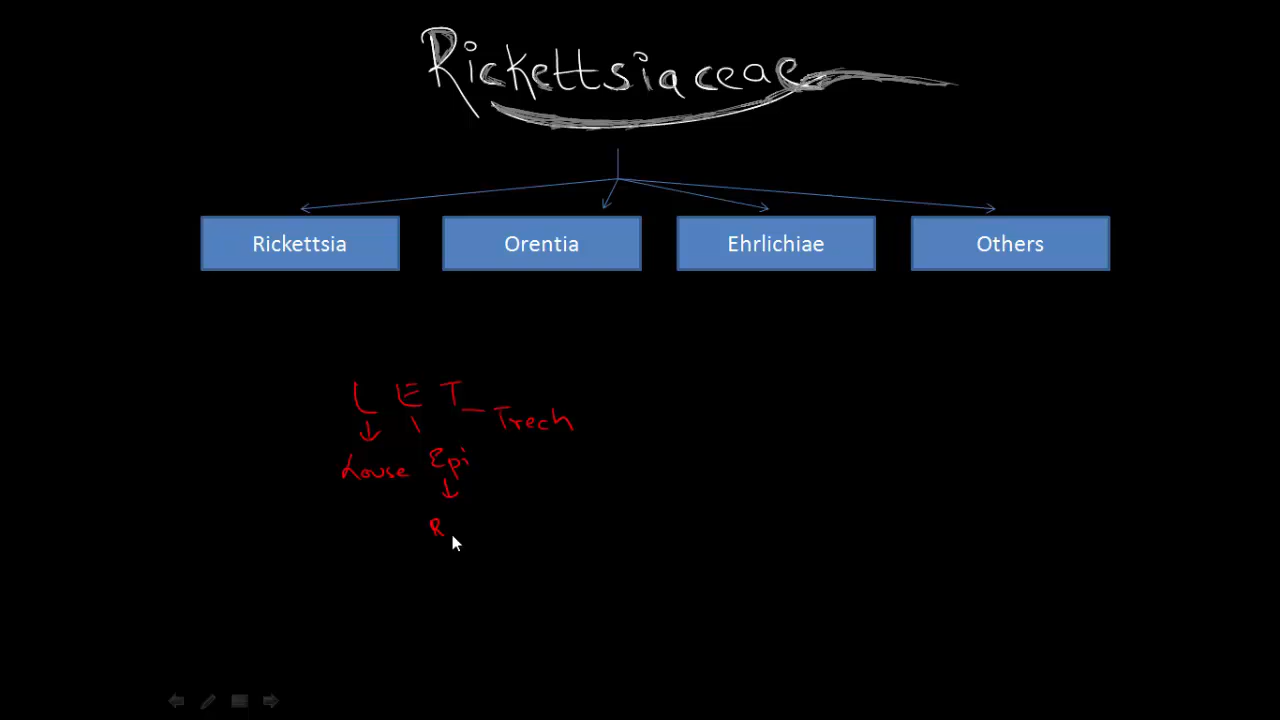 Rickettsiaceae
Rickettsia
Orentia
Ehrlichiae
Others
L E T
Trech
Louse Epi
R